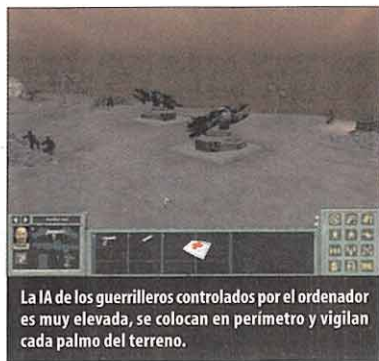 La IA de los guerrilleros controlados por el ordenador
es muy elevada, se colocan en perímetro y vigilan
cada palmo del terreno.